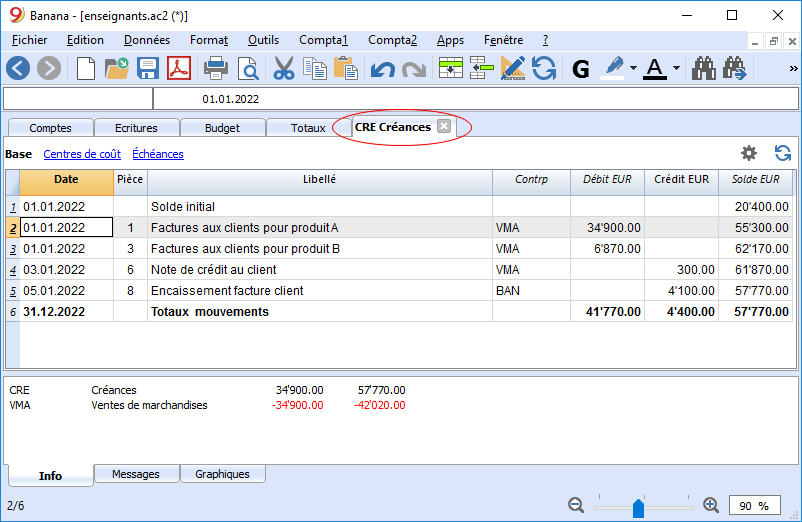 Banana - [enseignants.ac2 (*)]
Fichier Edition Données Format Outils Compta1 Compta2 Apps Fenêtre ?
G A »
01.01.2022
Comptes Ecritures Budget Totaux CRE Créances
Base Centres de coût Échéances
Date Pièce Libellé Contrp Débit EUR Crédit EUR Solde EUR
1 01.01.2022 Solde initial 20'400.00
2 01.01.2022 1 Factures aux clients pour produit A VMA 34'900.00 55'300.00
3 01.01.2022 3 Factures aux clients pour produit B VMA 6'870.00 62'170.00
4 03.01.2022 6 Note de crédit au client VMA 300.00 61'870.00
5 05.01.2022 8 Encaissement facture client BAN 4'100.00 57'770.00
6 31.12.2022 Totaux mouvements 41'770.00 4'400.00 57'770.00
CRE Créances 34'900.00 57'770.00
VMA Ventes de marchandises -34'900.00 -42'020.00
Info Messages Graphiques
2/6 90 %